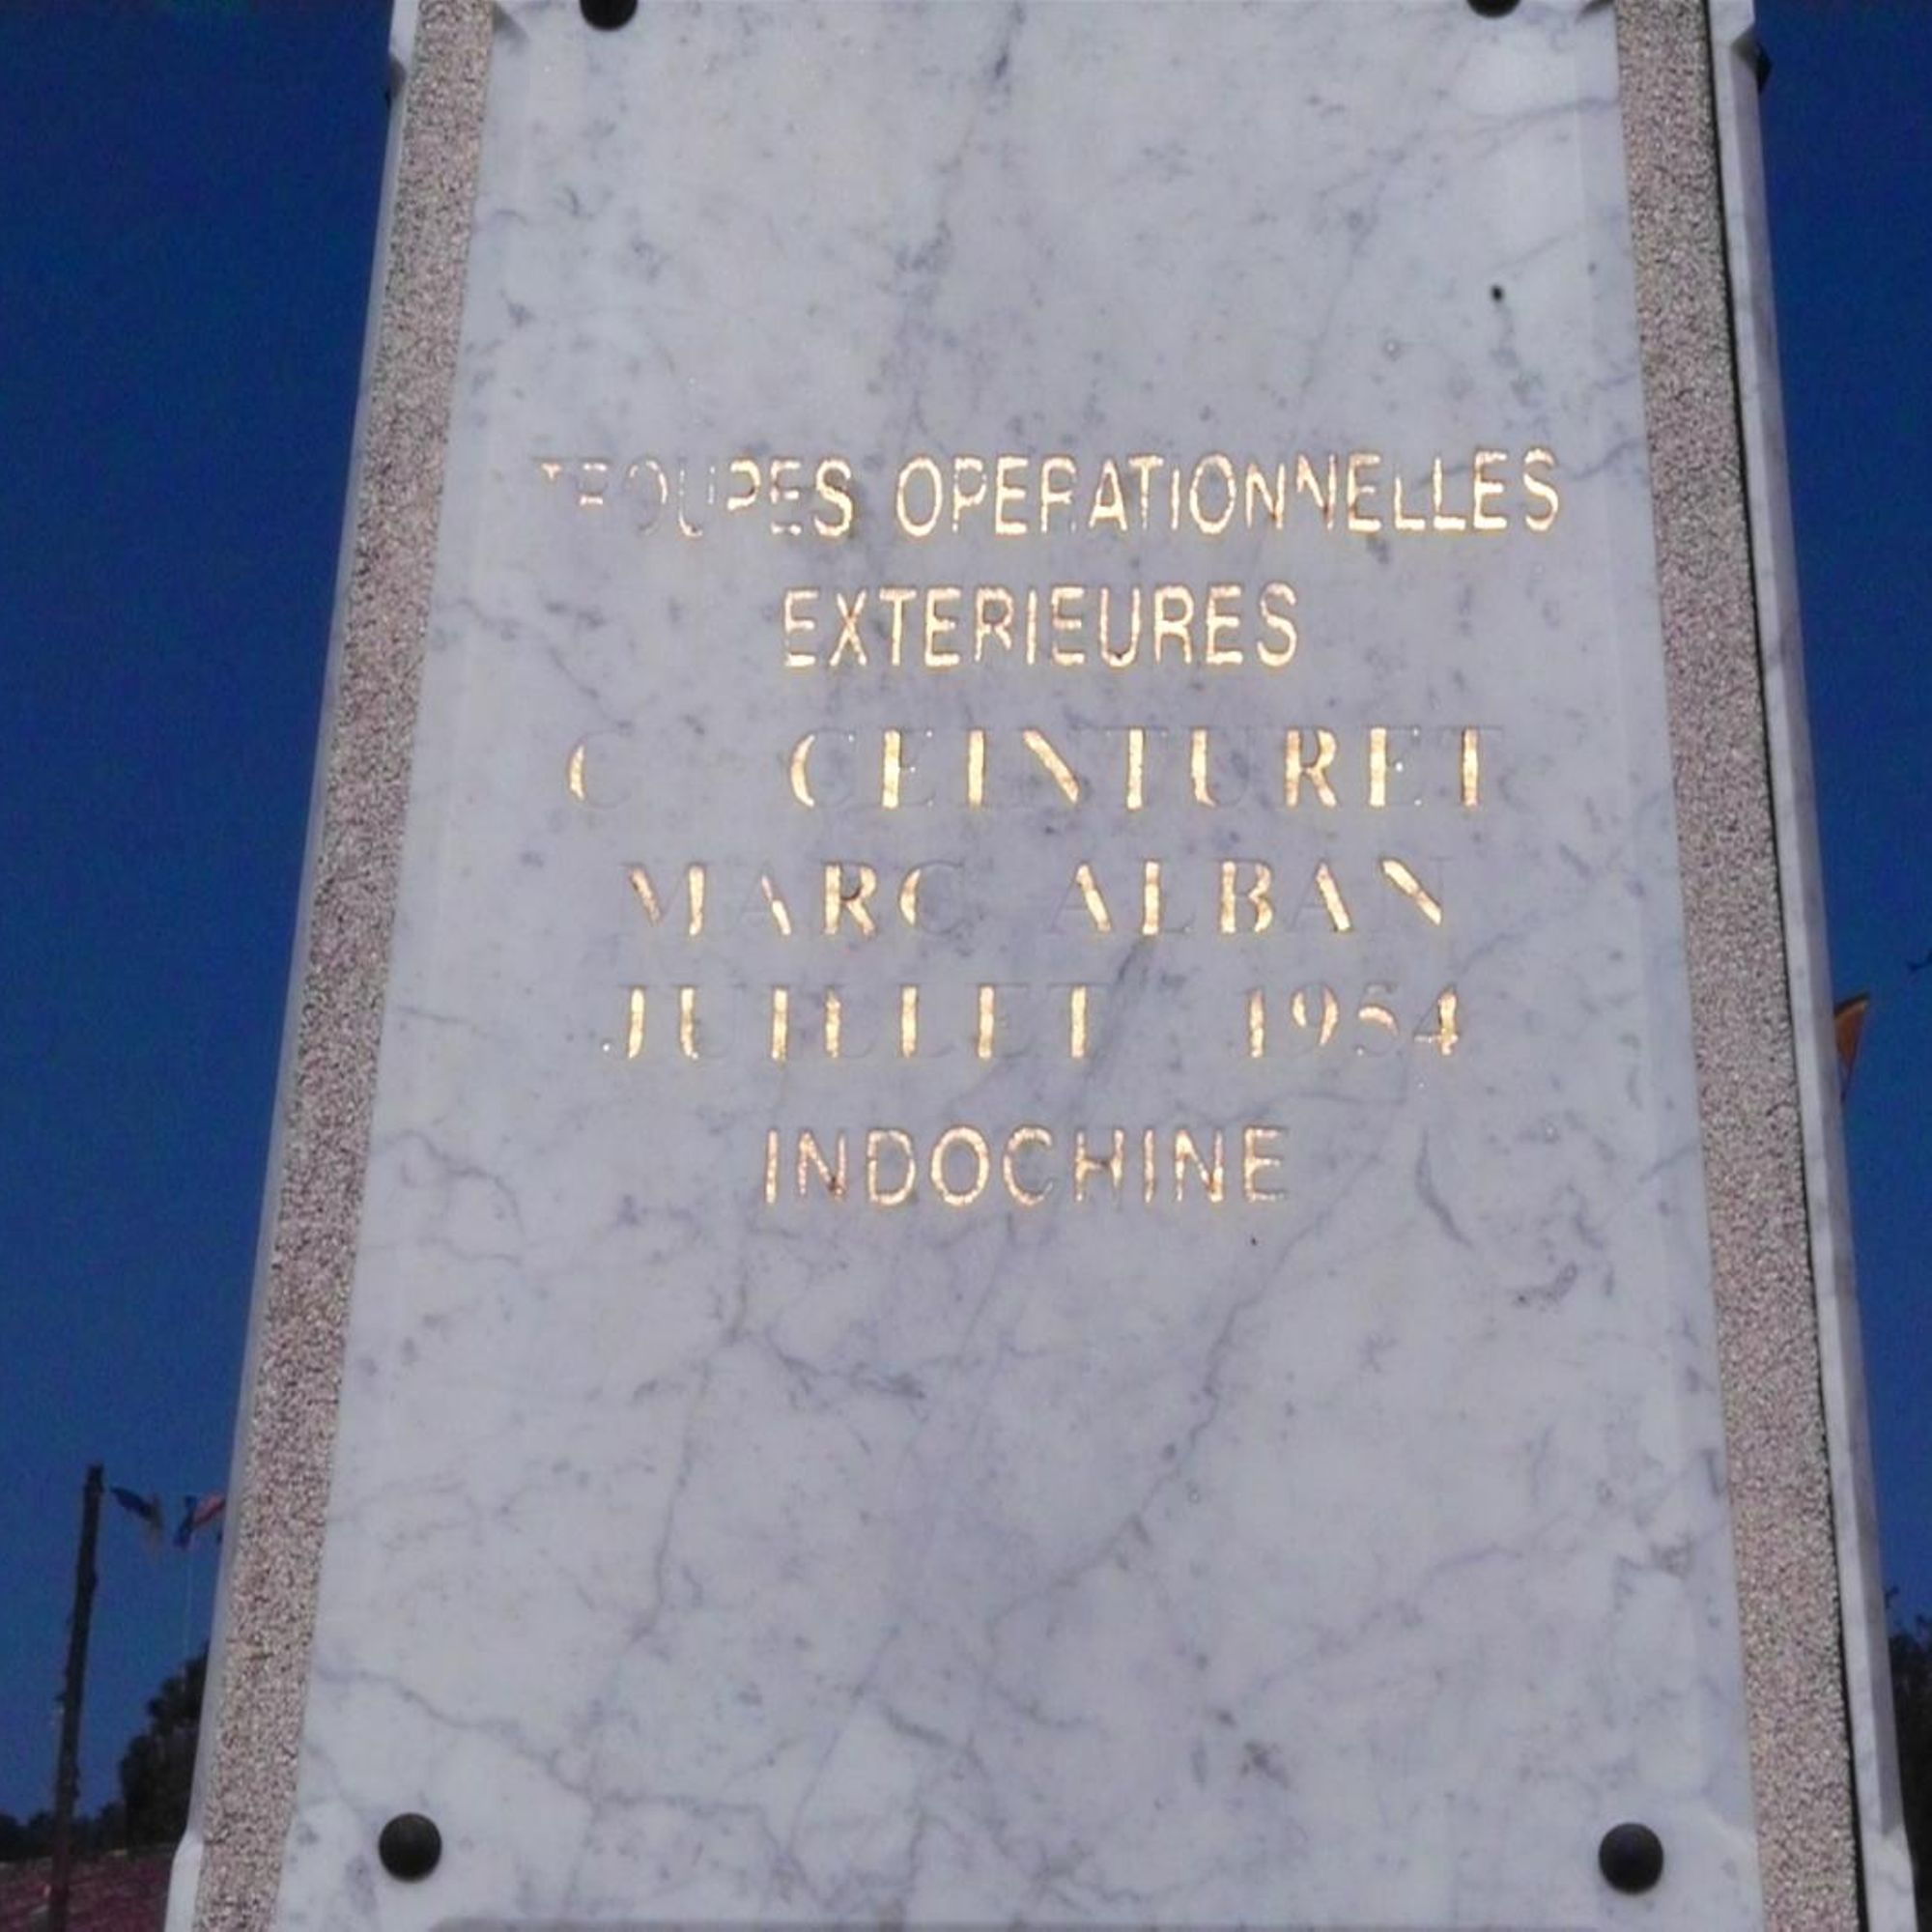 TROUPES OPERATIONNELLES
EXTERIEURES
CEINTURET
MARC ALBAN
JUILLET 1954
INDOCHINE